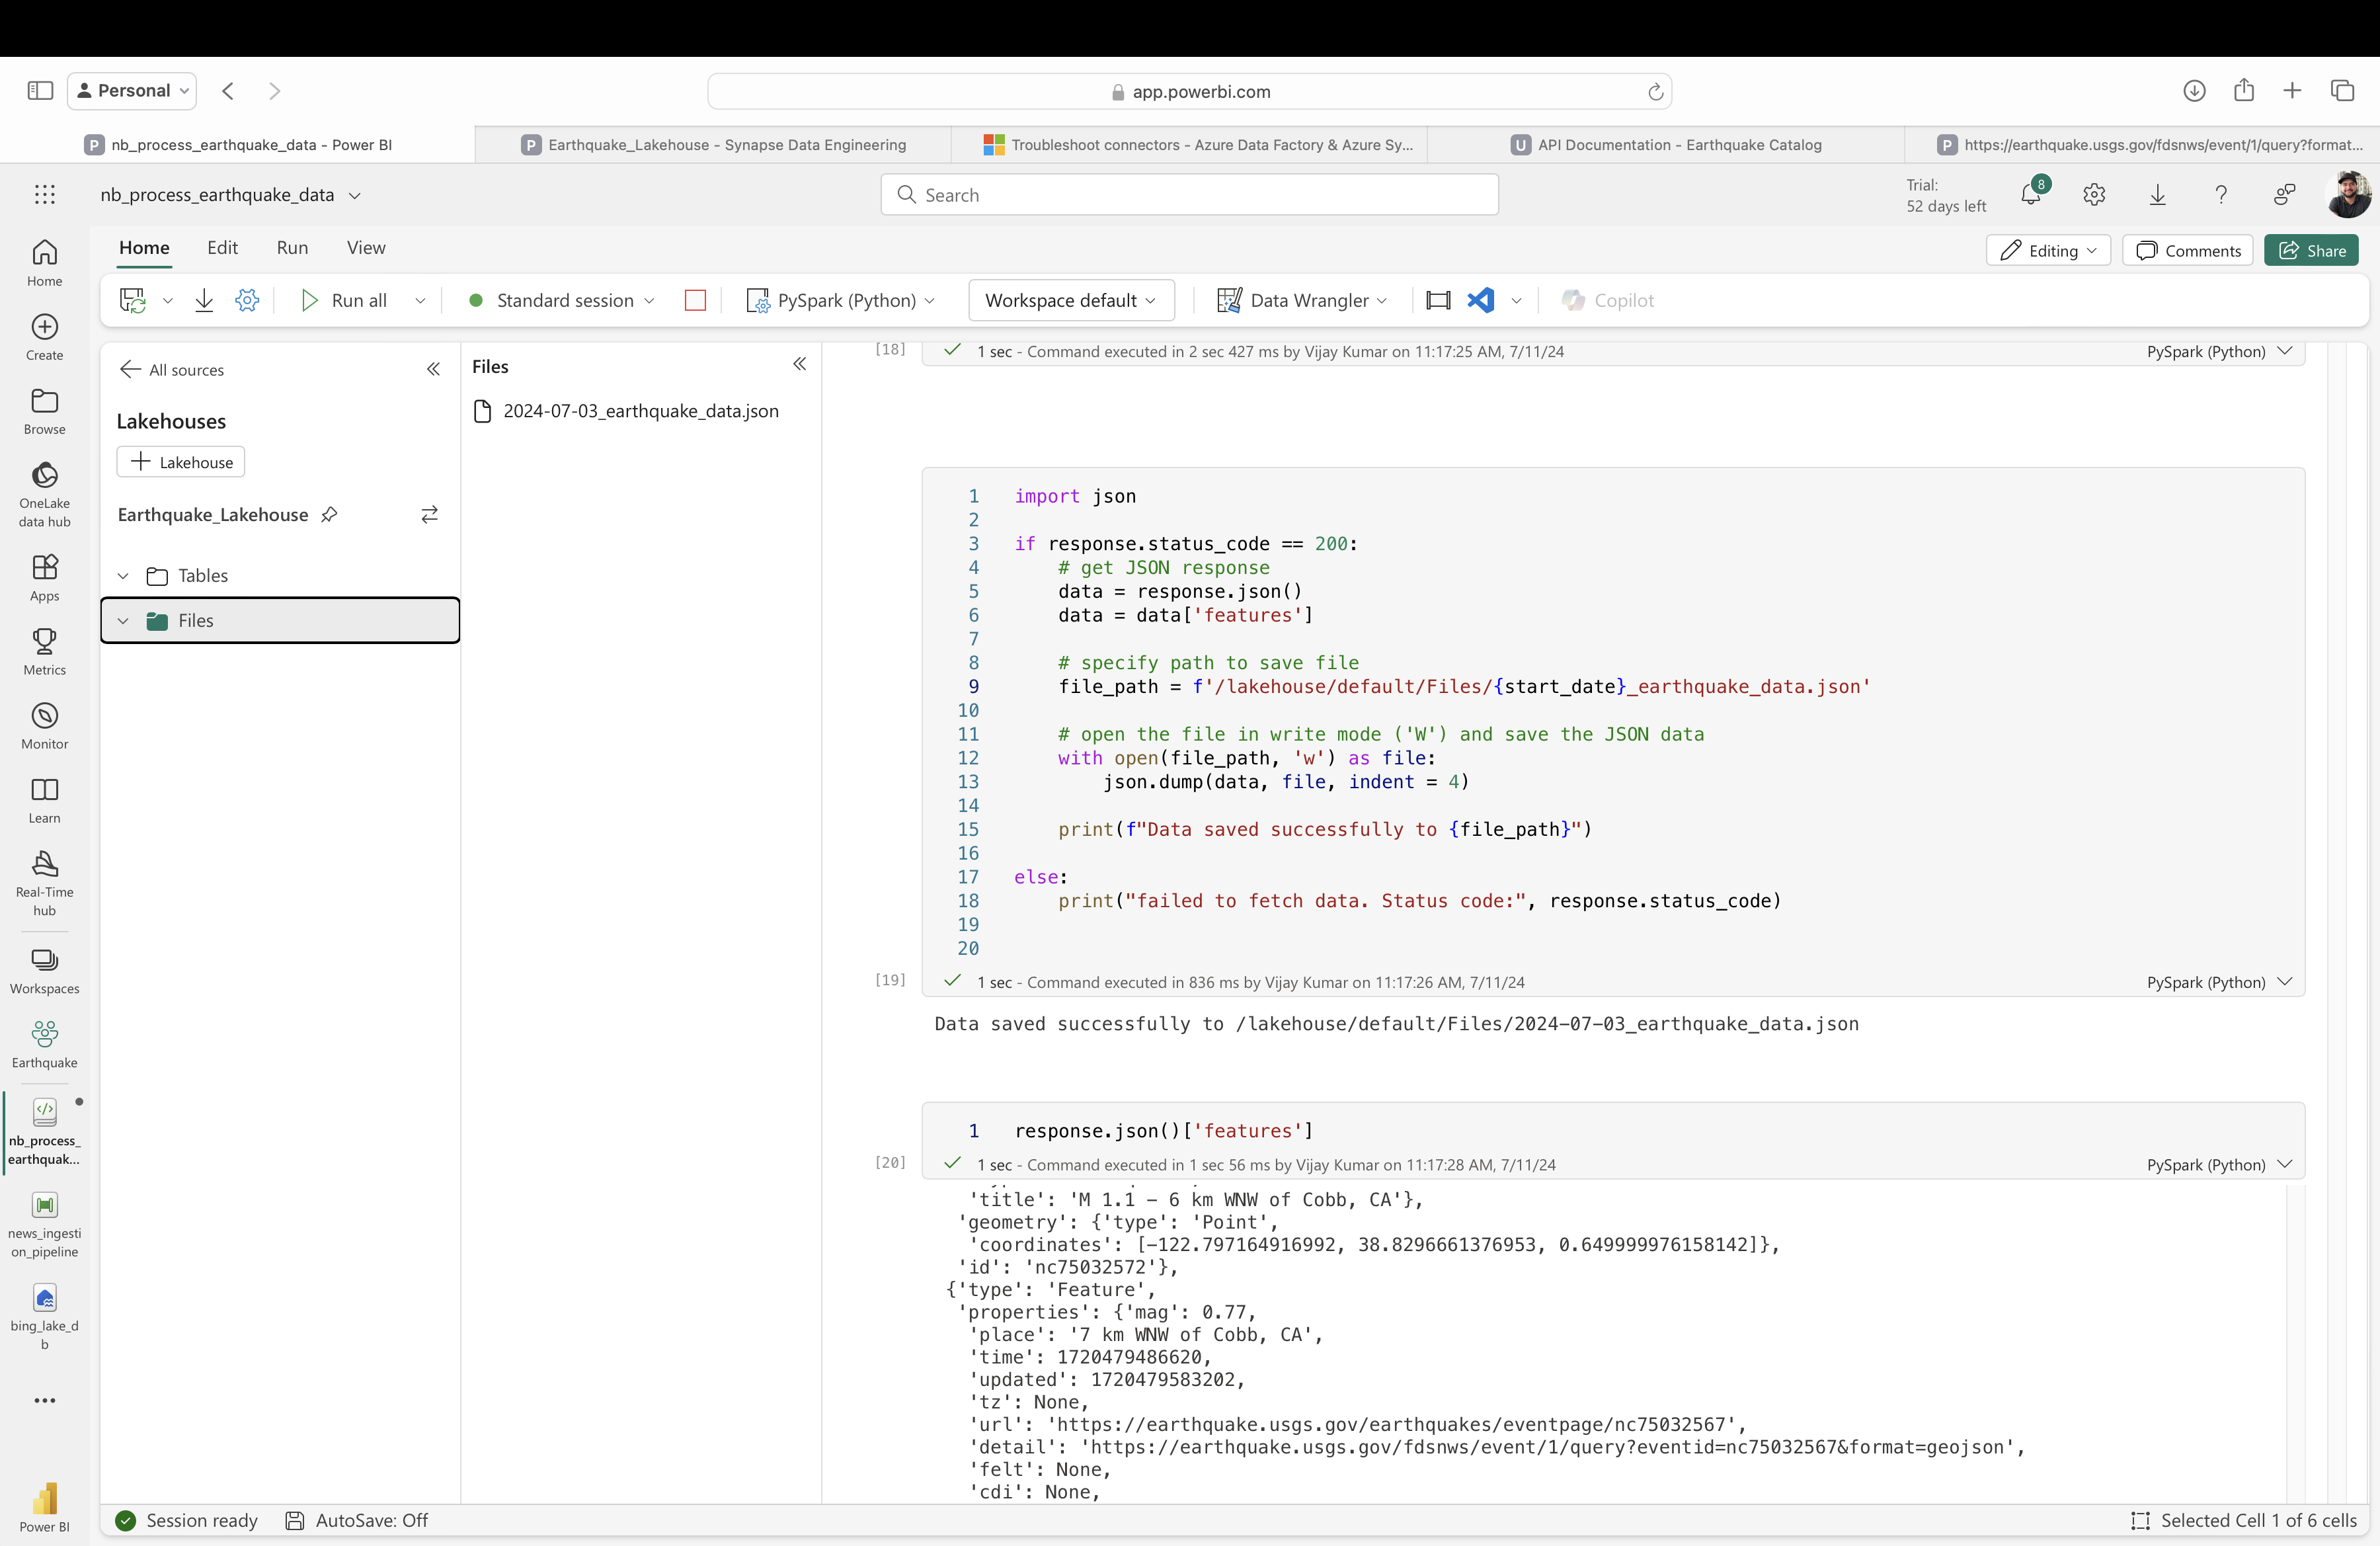 Personal
app.powerbi.com
nb_process_earthquake_data - Power BI
Earthquake_Lakehouse - Synapse Data Engineering
Troubleshoot connectors - Azure Data Factory & Azure Sy...
API Documentation - Earthquake Catalog
https://earthquake.usgs.gov/fdsnws/event/1/query?format...
nb_process_earthquake_data
Search
Trial:
52 days left
8
Home
Edit
Run
View
Editing
Comments
Share
Run all
Standard session
PySpark (Python)
Workspace default
Data Wrangler
Copilot
Home
Create
Browse
OneLake
data hub
Apps
Metrics
Monitor
Learn
Real-Time
hub
Workspaces
Earthquake
nb_process_
earthquak...
news_ingesti
on_pipeline
bing_lake_d
b
Power BI
All sources
Lakehouses
Lakehouse
Earthquake_Lakehouse
Tables
Files
Files
2024-07-03_earthquake_data.json
[18]
1 sec - Command executed in 2 sec 427 ms by Vijay Kumar on 11:17:25 AM, 7/11/24
PySpark (Python)
1 import json
2
3 if response.status_code == 200:
4 # get JSON response
5 data = response.json()
6 data = data['features']
7
8 # specify path to save file
9 file_path = f'/lakehouse/default/Files/{start_date}_earthquake_data.json'
10
11 # open the file in write mode ('W') and save the JSON data
12 with open(file_path, 'w') as file:
13 json.dump(data, file, indent = 4)
14
15 print(f"Data saved successfully to {file_path}")
16
17 else:
18 print("failed to fetch data. Status code:", response.status_code)
19
20
[19]
1 sec - Command executed in 836 ms by Vijay Kumar on 11:17:26 AM, 7/11/24
PySpark (Python)
Data saved successfully to /lakehouse/default/Files/2024-07-03_earthquake_data.json
1 response.json()['features']
[20]
1 sec - Command executed in 1 sec 56 ms by Vijay Kumar on 11:17:28 AM, 7/11/24
PySpark (Python)
'title': 'M 1.1 - 6 km WNW of Cobb, CA'},
'geometry': {'type': 'Point',
'coordinates': [-122.797164916992, 38.8296661376953, 0.649999976158142]},
'id': 'nc75032572'},
{'type': 'Feature',
'properties': {'mag': 0.77,
'place': '7 km WNW of Cobb, CA',
'time': 1720479486620,
'updated': 1720479583202,
'tz': None,
'url': 'https://earthquake.usgs.gov/earthquakes/eventpage/nc75032567',
'detail': 'https://earthquake.usgs.gov/fdsnws/event/1/query?eventid=nc75032567&format=geojson',
'felt': None,
'cdi': None,
Session ready
AutoSave: Off
Selected Cell 1 of 6 cells